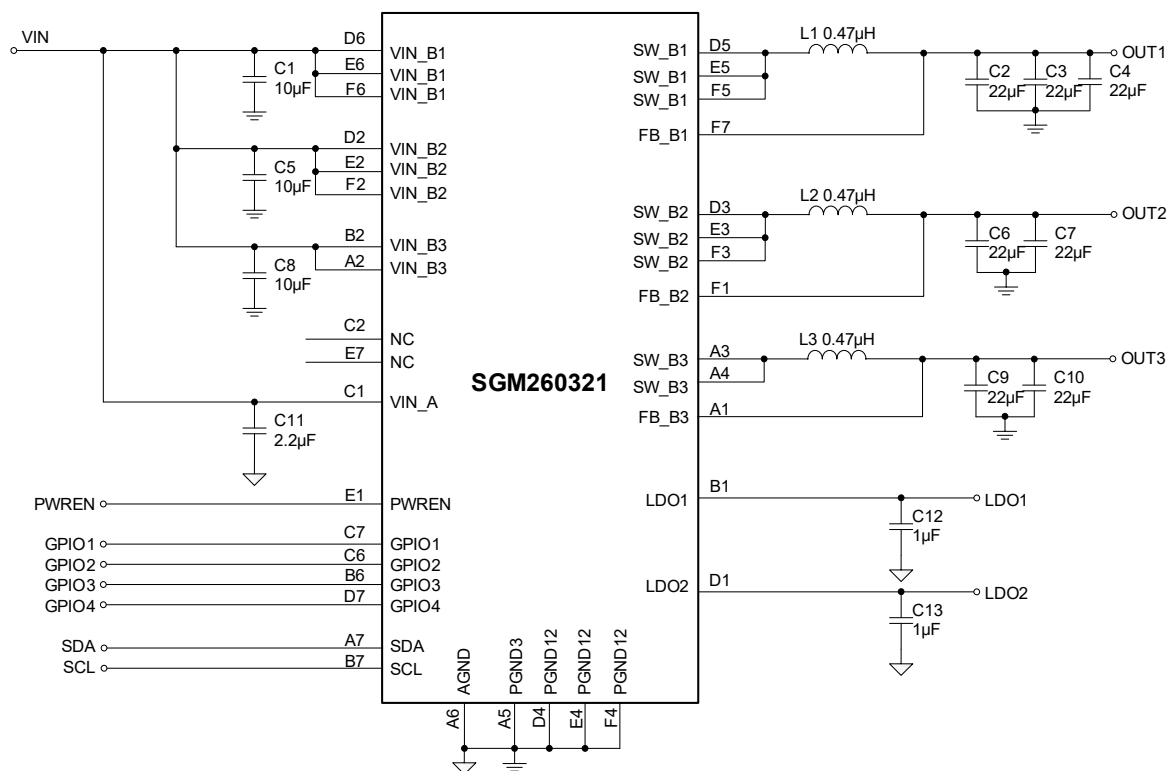 VIN
D6
VIN_B1
E6
VIN_B1
F6
VIN_B1
C1
10µF
D2
VIN_B2
E2
VIN_B2
F2
VIN_B2
C5
10µF
B2
VIN_B3
A2
VIN_B3
C8
10µF
C2
NC
E7
NC
C1
VIN_A
C11
2.2µF
PWREN
E1
PWREN
GPIO1
C7
GPIO1
GPIO2
C6
GPIO2
GPIO3
B6
GPIO3
GPIO4
D7
GPIO4
SDA
A7
SDA
SCL
B7
SCL
SGM260321
AGND
PGND3
PGND12
PGND12
PGND12
A6
A5
D4
E4
F4
SW_B1
D5
SW_B1
E5
SW_B1
F5
FB_B1
F7
L1 0.47µH
OUT1
C2
22µF
C3
22µF
C4
22µF
SW_B2
D3
SW_B2
E3
SW_B2
F3
FB_B2
F1
L2 0.47µH
OUT2
C6
22µF
C7
22µF
SW_B3
A3
SW_B3
A4
FB_B3
A1
L3 0.47µH
OUT3
C9
22µF
C10
22µF
LDO1
B1
LDO1
C12
1µF
LDO2
D1
LDO2
C13
1µF